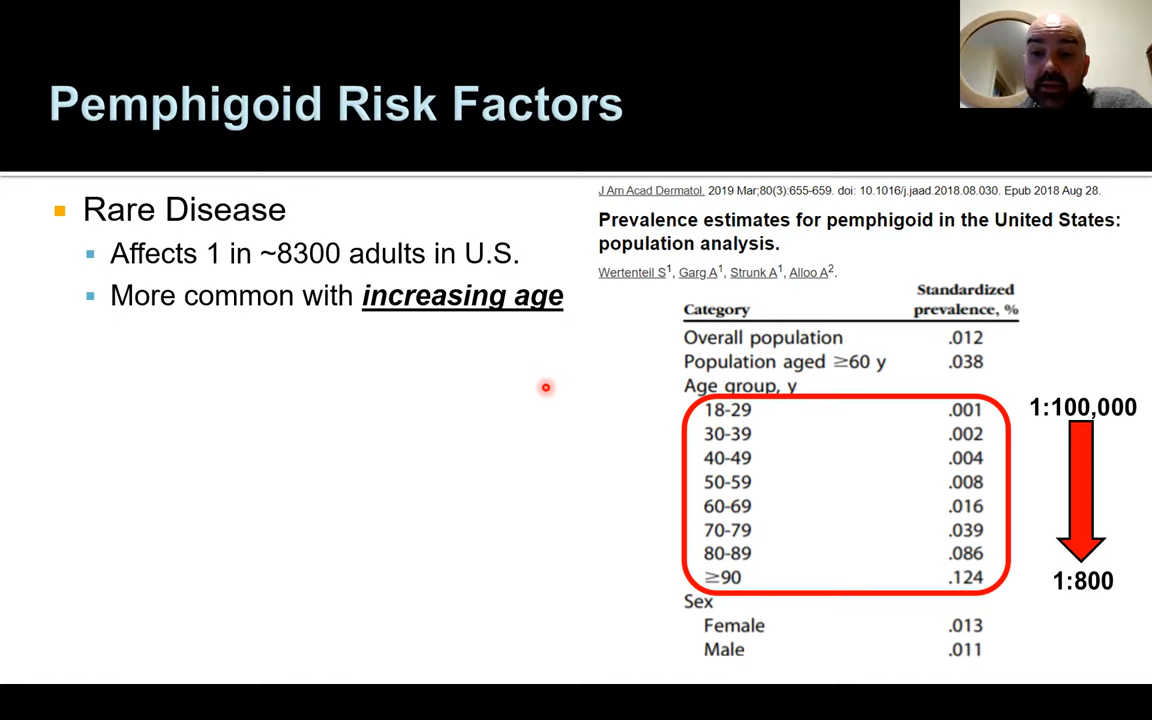 Pemphigoid Risk Factors
Rare Disease
Affects 1 in ~8300 adults in U.S.
More common with increasing age
J Am Acad Dermatol. 2019 Mar;80(3):655-659. doi: 10.1016/j.jaad.2018.08.030. Epub 2018 Aug 28.
Prevalence estimates for pemphigoid in the United States:
population analysis.
Wertenteil S1, Garg A1, Strunk A1, Alloo A2.
Standardized
Category prevalence, %
Overall population .012
Population aged ≥60 y .038
Age group, y
18-29 .001
30-39 .002
40-49 .004
50-59 .008
60-69 .016
70-79 .039
80-89 .086
≥90 .124
Sex
Female .013
Male .011
1:100,000
1:800